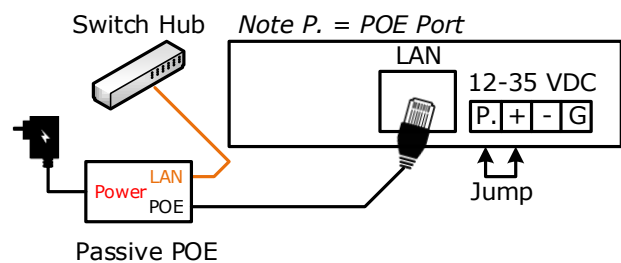 Switch Hub
Note P. = POE Port
LAN
12-35 VDC
P. + - G
Jump
LAN
Power
POE
Passive POE